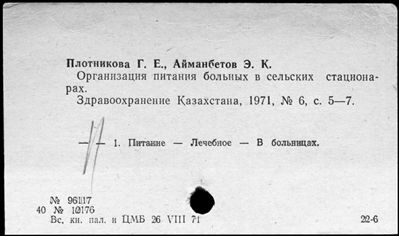 Плотникова Г. Е., Айманбетов Э. К.
Организация питания больных в сельских стациона-
рах.
Здравоохранение Казахстана, 1971, № 6, с. 5—7.
— — 1. Питание — Лечебное — В больницах.
№ 96117
40 № 10176
Вс. кн. пал. и ЦМБ 26 VIII 71
22-6